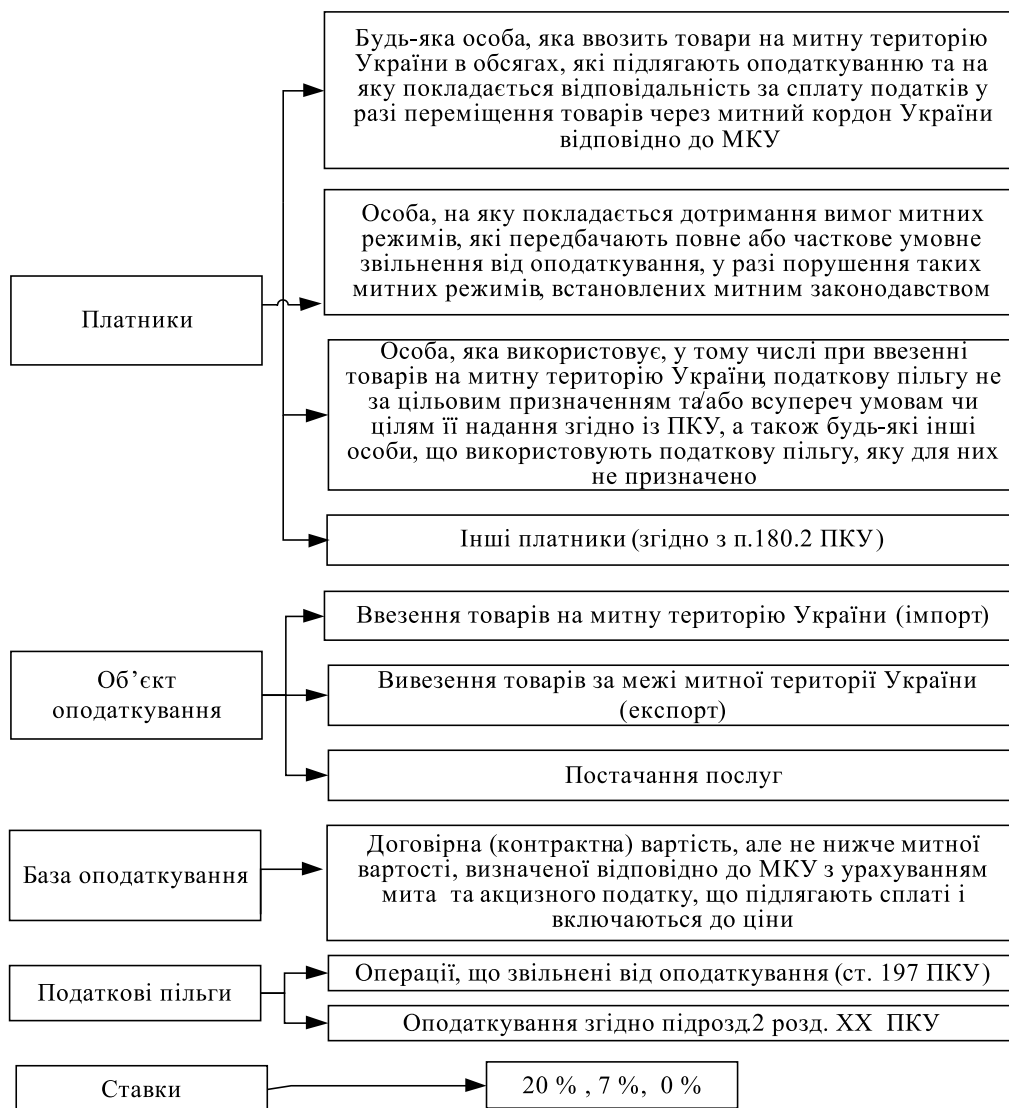 Будь-яка особа, яка ввозить товари на митну територію
України в обсягах, які підлягають оподаткуванню та на
яку покладається відповідальність за сплату податків у
разі переміщення товарів через митний кордон України
відповідно до МКУ
Особа, на яку покладається дотримання вимог митних
режимів, які передбачають повне або часткове умовне
звільнення від оподаткування, у разі порушення таких
митних режимів, встановлених митним законодавством
Платники
Особа, яка використовує, у тому числі при ввезенні
товарів на митну територію України, податкову пільгу не
за цільовим призначенням та/або всупереч умовам чи
цілям її надання згідно із ПКУ, а також будь-які інші
особи, що використовують податкову пільгу, яку для них
не призначено
Інші платники (згідно з п.180.2 ПКУ)
Об’єкт
оподаткування
Ввезення товарів на митну територію України (імпорт)
Вивезення товарів за межі митної території України
(експорт)
Постачання послуг
База оподаткування
Договірна (контрактна) вартість, але не нижче митної
вартості, визначеної відповідно до МКУ з урахуванням
мита та акцизного податку, що підлягають сплаті і
включаються до ціни
Податкові пільги
Операції, що звільнені від оподаткування (ст. 197 ПКУ)
Оподаткування згідно підрозд.2 розд. ХХ ПКУ
Ставки
20 % , 7 %, 0 %